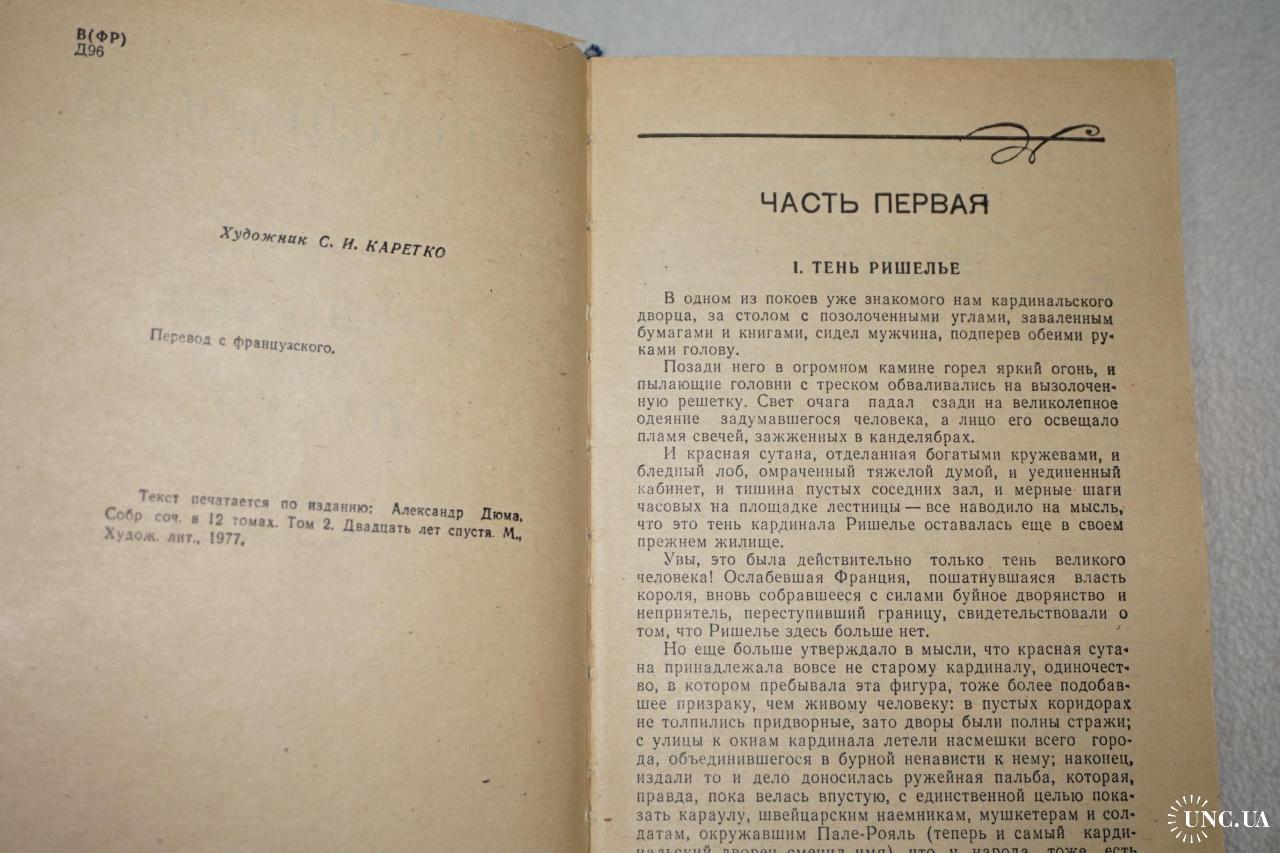 В(ФР)
Д96
Художник С. И. КАРЕТКО
Перевод с французского.
Текст печатается по изданию: Александр Дюма.
Собр соч. в 12 томах. Том 2. Двадцать лет спустя. М.,
Худож. лит., 1977.
ЧАСТЬ ПЕРВАЯ
I. ТЕНЬ РИШЕЛЬЕ
В одном из покоев уже знакомого нам кардинальского
дворца, за столом с позолоченными углами, заваленным
бумагами и книгами, сидел мужчина, подперев обеими ру-
ками голову.
Позади него в огромном камине горел яркий огонь, и
пылающие головни с треском обваливались на вызолочен-
ную решетку. Свет очага падал сзади на великолепное
одеяние задумавшегося человека, а лицо его освещало
пламя свечей, зажженных в канделябрах.
И красная сутана, отделанная богатыми кружевами, и
бледный лоб, омраченный тяжелой думой, и уединенный
кабинет, и тишина пустых соседних зал, и мерные шаги
часовых на площадке лестницы — все наводило на мысль,
что это тень кардинала Ришелье оставалась еще в своем
прежнем жилище.
Увы, это была действительно только тень великого
человека! Ослабевшая Франция, пошатнувшаяся власть
короля, вновь собравшееся с силами буйное дворянство и
неприятель, переступивший границу, свидетельствовали о
том, что Ришелье здесь больше нет.
Но еще больше утверждало в мысли, что красная сута-
на принадлежала вовсе не старому кардиналу, одиночест-
во, в котором пребывала эта фигура, тоже более подобав-
шее призраку, чем живому человеку: в пустых коридорах
не толпились придворные, зато дворы были полны стражи;
с улицы к окнам кардинала летели насмешки всего горо-
да, объединившегося в бурной ненависти к нему; наконец,
издали то и дело доносилась ружейная пальба, которая,
правда, пока велась впустую, с единственной целью пока-
зать караулу, швейцарским наемникам, мушкетерам и сол-
датам, окружавшим Пале-Рояль (теперь и самый карди-
нальский дворец сменил имя), что у народа тоже есть
UNC.UA